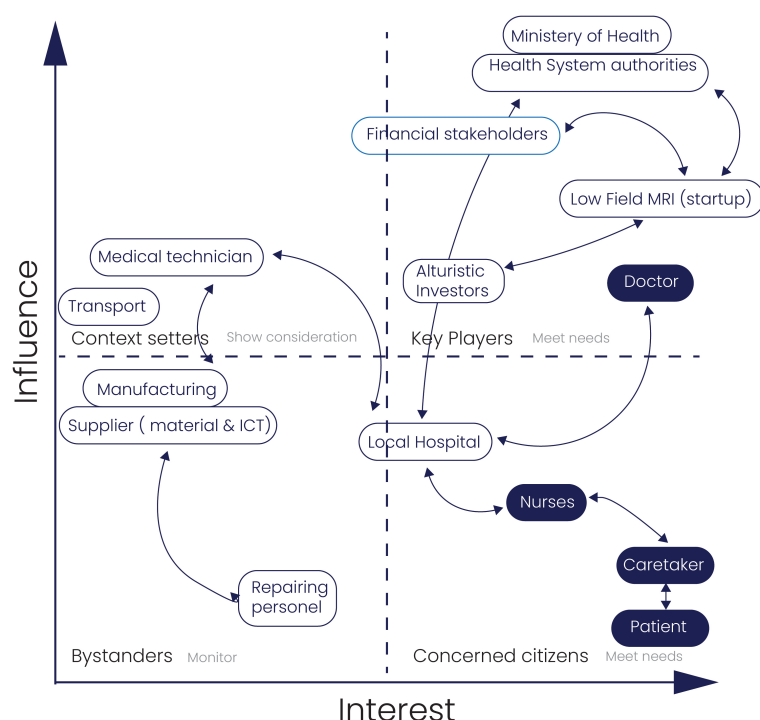 Ministery of Health
Health System authorities
Financial stakeholders
Low Field MRI (startup)
Medical technician
Alturistic
Investors
Doctor
Transport
Context setters Show consideration
Key Players Meet needs
Influence
Manufacturing
Supplier ( material & ICT)
Local Hospital
Nurses
Caretaker
Repairing
personel
Patient
Bystanders Monitor
Concerned citizens Meet needs
Interest